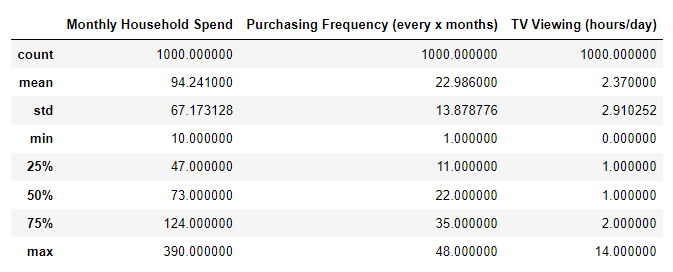 Monthly Household Spend Purchasing Frequency (every x months) TV Viewing (hours/day)
count 1000.000000 1000.000000 1000.000000
mean 94.241000 22.986000 2.370000
std 67.173128 13.878776 2.910252
min 10.000000 1.000000 0.000000
25% 47.000000 11.000000 1.000000
50% 73.000000 22.000000 1.000000
75% 124.000000 35.000000 2.000000
max 390.000000 48.000000 14.000000